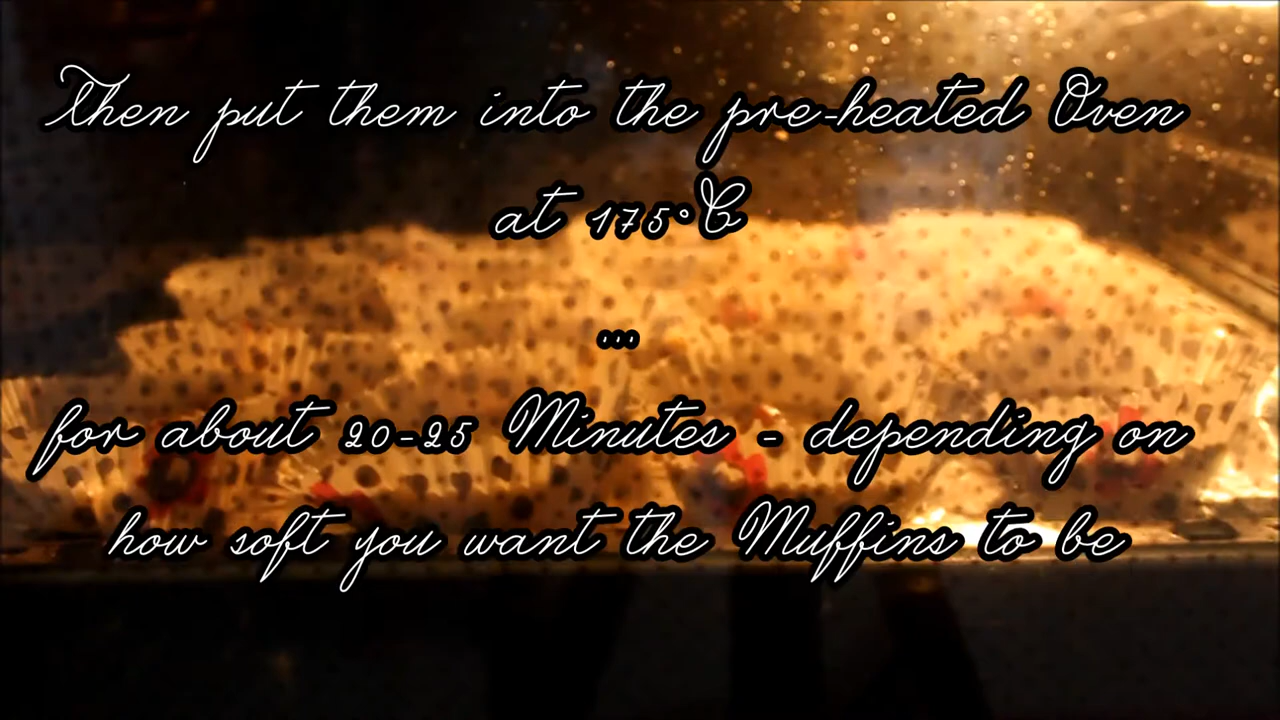 Then put them into the pre-heated Oven
at 175°C
...
for about 20-25 Minutes - depending on
how soft you want the Muffins to be